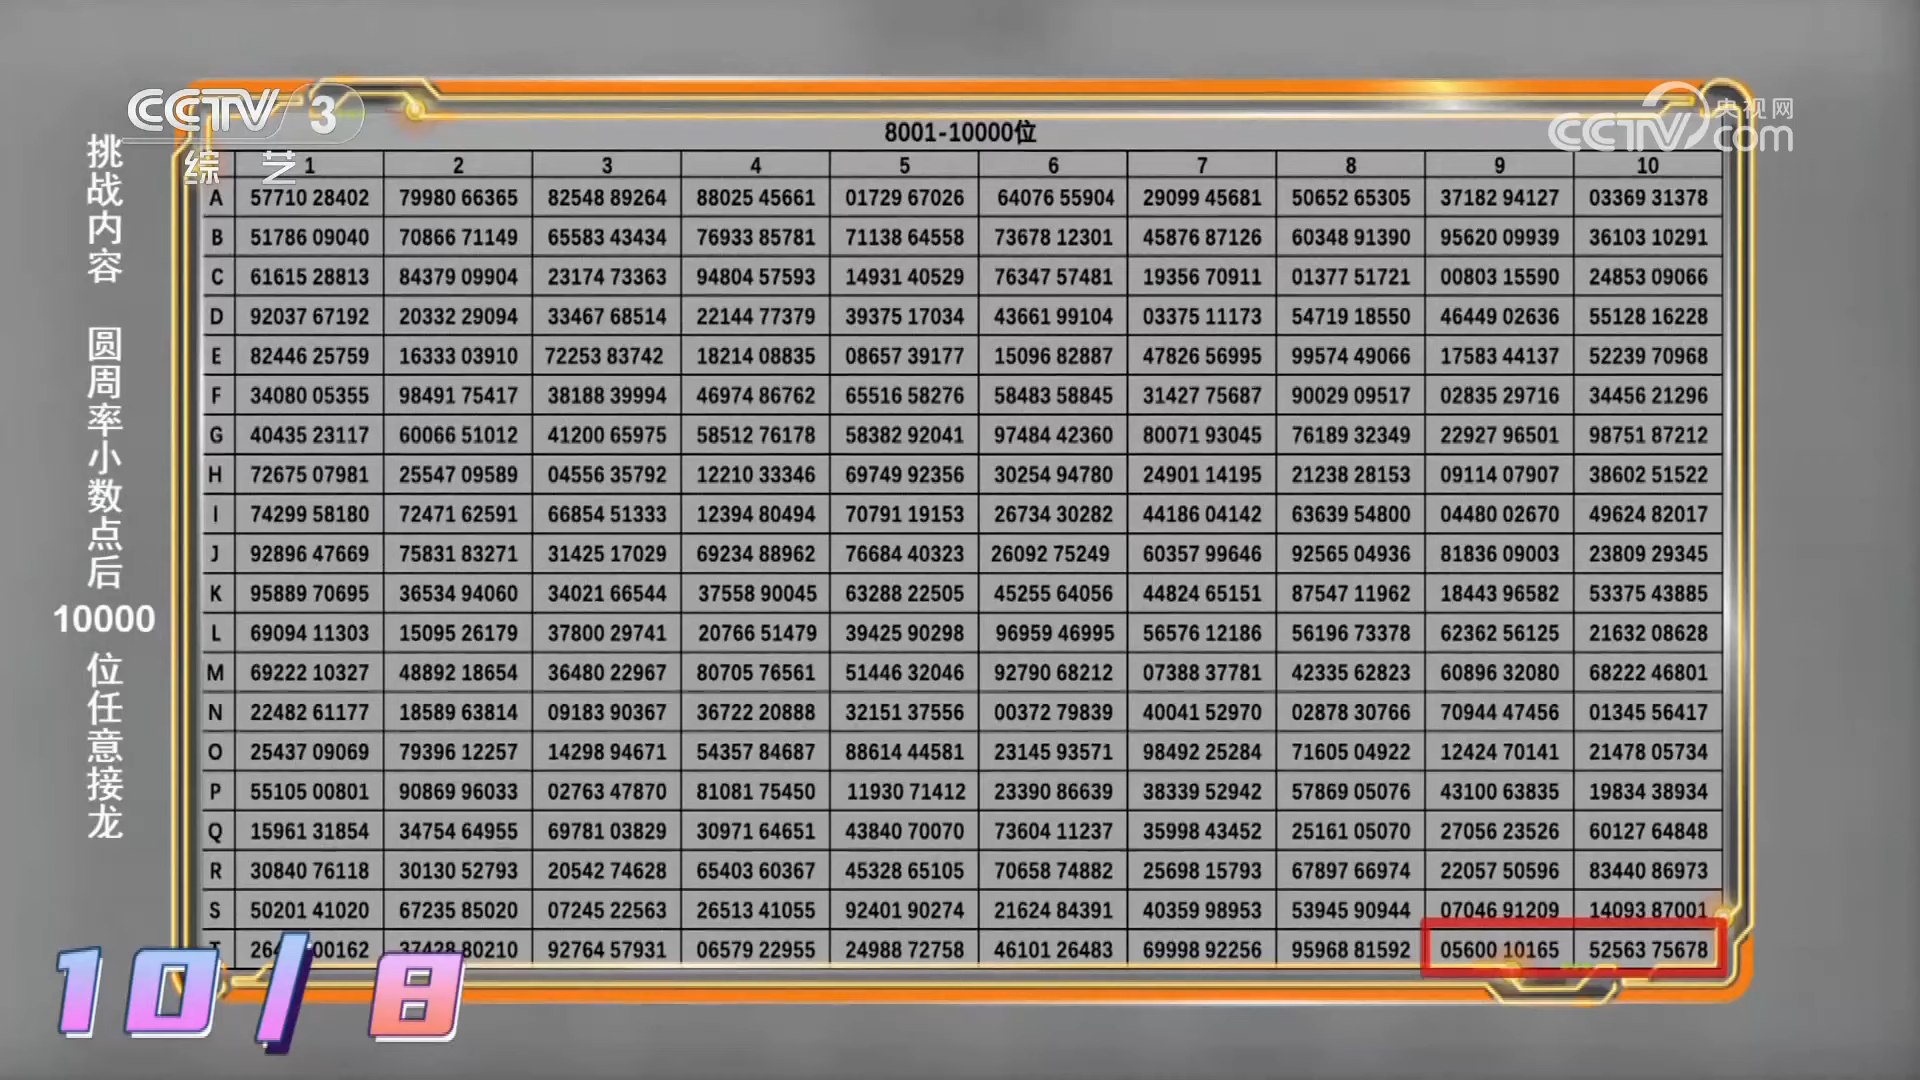 CCTV 3
综艺
央视网
CCTV.com
挑战内容 圆周率小数点后10000位任意接龙
8001-10000位
1 2 3 4 5 6 7 8 9 10
A 57710 28402 79980 66365 82548 89264 88025 45661 01729 67026 64076 55904 29099 45681 50652 65305 37182 94127 03369 31378
B 51786 09040 70866 71149 65583 43434 76933 85781 71138 64558 73678 12301 45876 87126 60348 91390 95620 09939 36103 10291
C 61615 28813 84379 09904 23174 73363 94804 57593 14931 40529 76347 57481 19356 70911 01377 51721 00803 15590 24853 09066
D 92037 67192 20332 29094 33467 68514 22144 77379 39375 17034 43661 99104 03375 11173 54719 18550 46449 02636 55128 16228
E 82446 25759 16333 03910 72253 83742 18214 08835 08657 39177 15096 82887 47826 56995 99574 49066 17583 44137 52239 70968
F 34080 05355 98491 75417 38188 39994 46974 86762 65516 58276 58483 58845 31427 75687 90029 09517 02835 29716 34456 21296
G 40435 23117 60066 51012 41200 65975 58512 76178 58382 92041 97484 42360 80071 93045 76189 32349 22927 96501 98751 87212
H 72675 07981 25547 09589 04556 35792 12210 33346 69749 92356 30254 94780 24901 14195 21238 28153 09114 07907 38602 51522
I 74299 58180 72471 62591 66854 51333 12394 80494 70791 19153 26734 30282 44186 04142 63639 54800 04480 02670 49624 82017
J 92896 47669 75831 83271 31425 17029 69234 88962 76684 40323 26092 75249 60357 99646 92565 04936 81836 09003 23809 29345
K 95889 70695 36534 94060 34021 66544 37558 90045 63288 22505 45255 64056 44824 65151 87547 11962 18443 96582 53375 43885
L 69094 11303 15095 26179 37800 29741 20766 51479 39425 90298 96959 46995 56576 12186 56196 73378 62362 56125 21632 08628
M 69222 10327 48892 18654 36480 22967 80705 76561 51446 32046 92790 68212 07388 37781 42335 62823 60896 32080 68222 46801
N 22482 61177 18589 63814 09183 90367 36722 20888 32151 37556 00372 79839 40041 52970 02878 30766 70944 47456 01345 56417
O 25437 09069 79396 12257 14298 94671 54357 84687 88614 44581 23145 93571 98492 25284 71605 04922 12424 70141 21478 05734
P 55105 00801 90869 96033 02763 47870 81081 75450 11930 71412 23390 86639 38339 52942 57869 05076 43100 63835 19834 38934
Q 15961 31854 34754 64955 69781 03829 30971 64651 43840 70070 73604 11237 35998 43452 25161 05070 27056 23526 60127 64848
R 30840 76118 30130 52793 20542 74628 65403 60367 45328 65105 70658 74882 25698 15793 67897 66974 22057 50596 83440 86973
S 50201 41020 67235 85020 07245 22563 26513 41055 92401 90274 21624 84391 40359 98953 53945 90944 07046 91209 14093 87001
T 264 00162 37428 80210 92764 57931 06579 22955 24988 72758 46101 26483 69998 92256 95968 81592 05600 10165 52563 75678
10/8